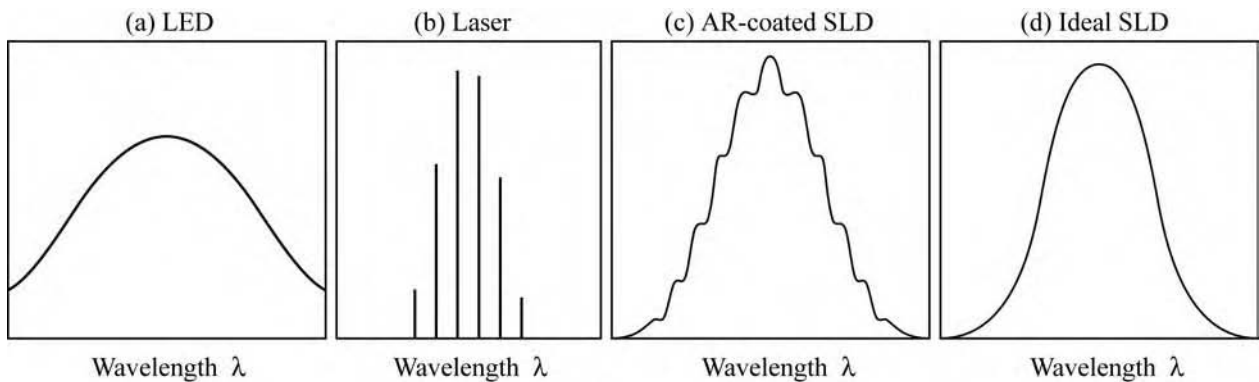 (a) LED
(b) Laser
(c) AR-coated SLD
(d) Ideal SLD
Wavelength λ
Wavelength λ
Wavelength λ
Wavelength λ